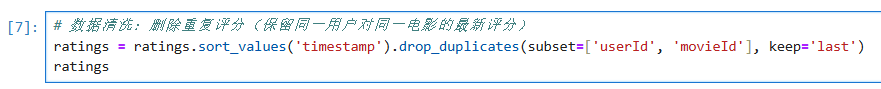 [7]: # 数据清洗：删除重复评分（保留同一用户对同一电影的最新评分）
ratings = ratings.sort_values('timestamp').drop_duplicates(subset=['userId', 'movieId'], keep='last')
ratings